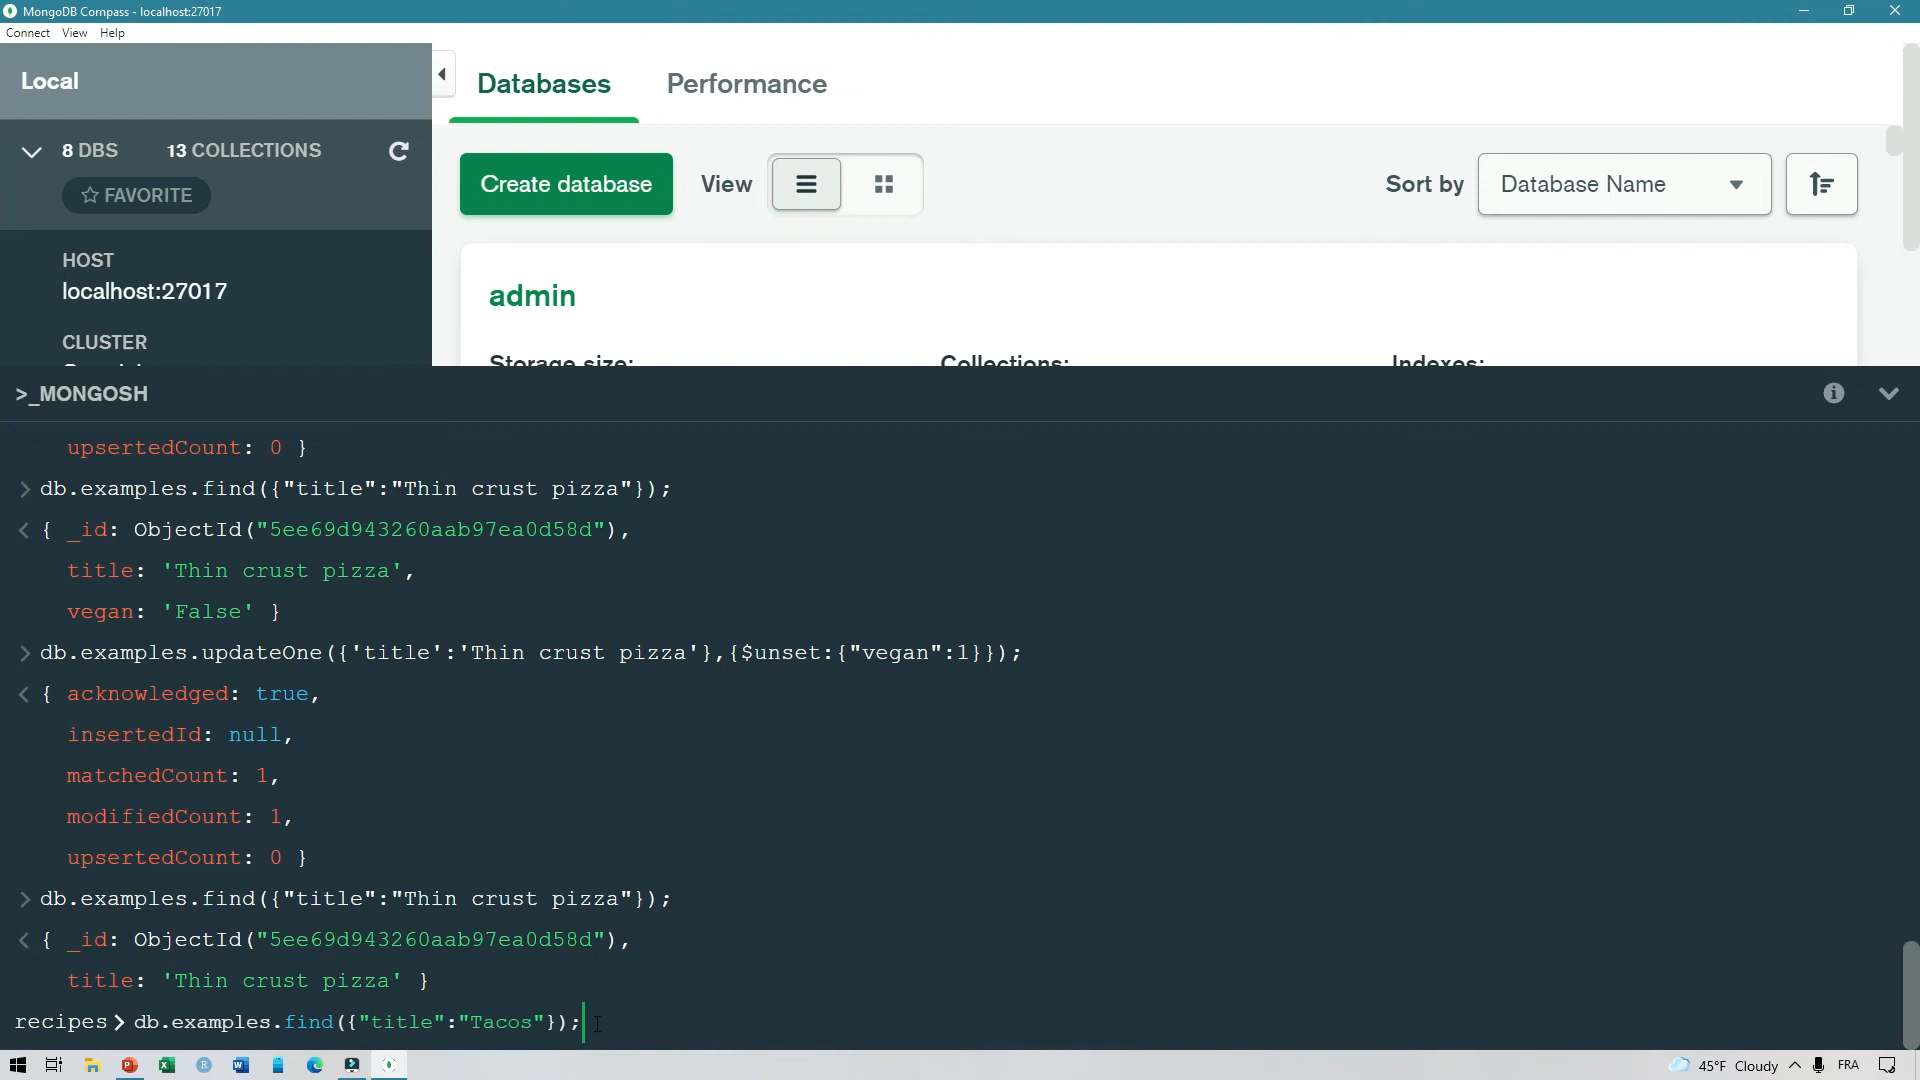 MongoDB Compass - localhost:27017
Connect View Help
Local
Databases Performance
8 DBS 13 COLLECTIONS
FAVORITE
Create database View Sort by Database Name
HOST
localhost:27017
admin
CLUSTER
Storage size: Collections: Indexes:
>_MONGOSH
upsertedCount: 0 }
> db.examples.find({"title":"Thin crust pizza"});
< { _id: ObjectId("5ee69d943260aab97ea0d58d"),
title: 'Thin crust pizza',
vegan: 'False' }
> db.examples.updateOne({'title':'Thin crust pizza'},{$unset:{"vegan":1}});
< { acknowledged: true,
insertedId: null,
matchedCount: 1,
modifiedCount: 1,
upsertedCount: 0 }
> db.examples.find({"title":"Thin crust pizza"});
< { _id: ObjectId("5ee69d943260aab97ea0d58d"),
title: 'Thin crust pizza' }
recipes > db.examples.find({"title":"Tacos"});
45°F Cloudy FRA